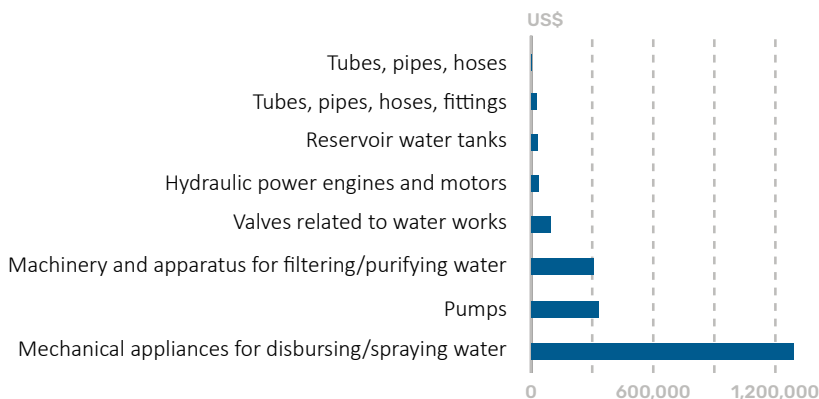 US$
Tubes, pipes, hoses
Tubes, pipes, hoses, fittings
Reservoir water tanks
Hydraulic power engines and motors
Valves related to water works
Machinery and apparatus for filtering/purifying water
Pumps
Mechanical appliances for disbursing/spraying water
0 600,000 1,200,000